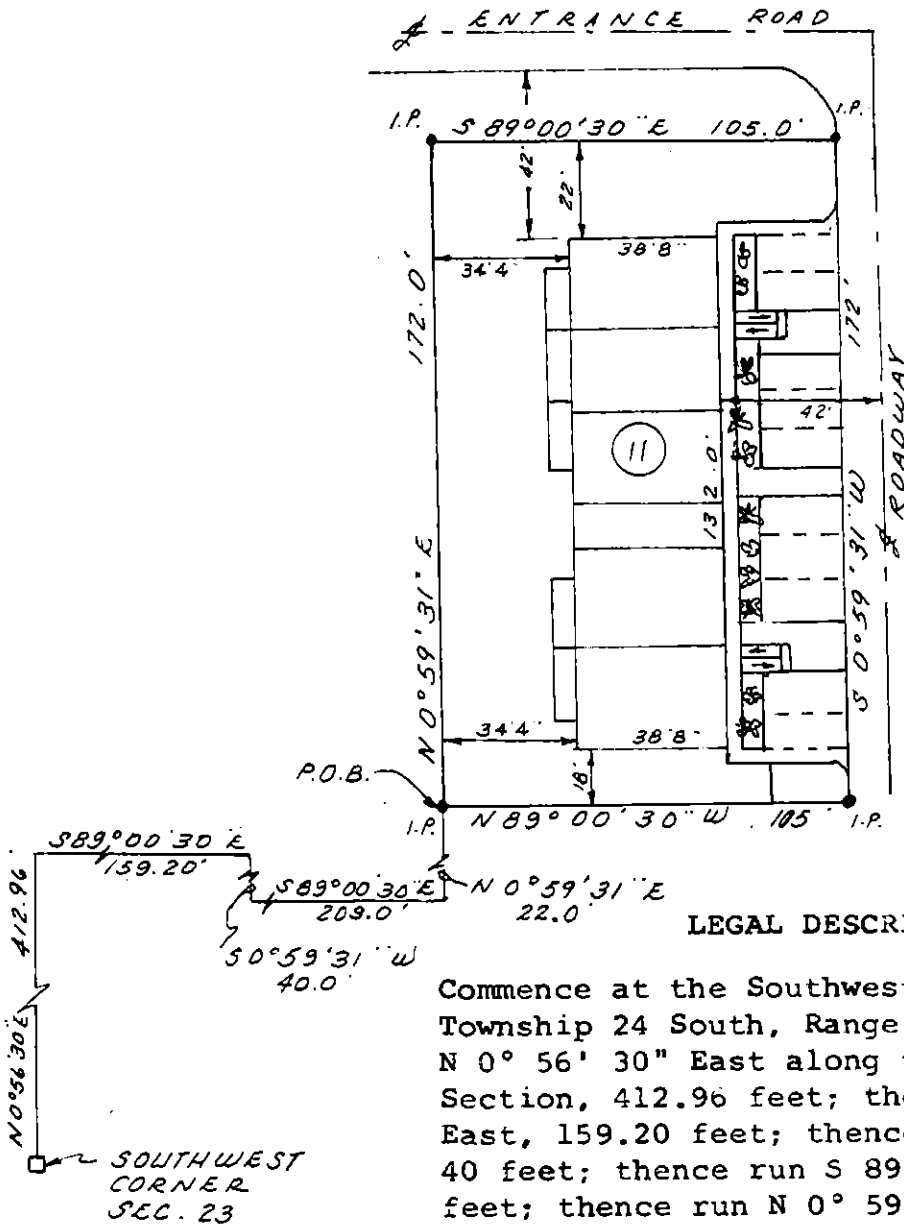 ℄ ENTRANCE ROAD
I.P.
S 89°00'30" E 105.0'
I.P.
42'
22'
38'8"
34'4
172.0'
N 0°59'31" E
172'
42'
11
132.0'
S 0°59'31" W
℄ ROADWAY
34'4
38'8"
18'
P.O.B.
I.P.
N 89°00'30" W 105'
I.P.
S89°00'30"E
159.20'
S89°00'30"E
209.0'
N 0°59'31"E
22.0'
S0°59'31"W
40.0'
412.96'
N0°56'30"E
SOUTHWEST
CORNER
SEC. 23
LEGAL
Commence at the
Township 24 South, Range
N 0° 56' 30" East along
Section, 412.96 feet;
East, 159.20 feet;
40 feet; thence run S 89
feet; thence run N 0° 59